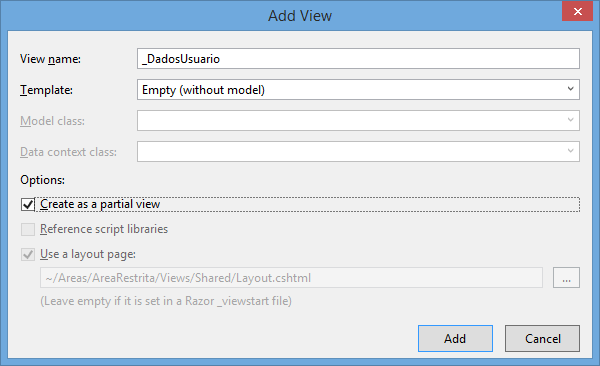 Add View
View name:
_DadosUsuario
Template:
Empty (without model)
Model class:
Data context class:
Options:
Create as a partial view
Reference script libraries
Use a layout page:
~/Areas/AreaRestrita/Views/Shared/Layout.cshtml
...
(Leave empty if it is set in a Razor _viewstart file)
Add
Cancel